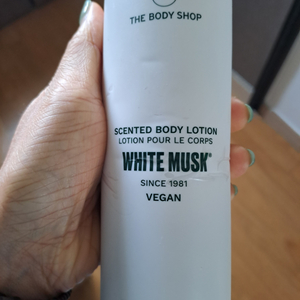 THE BODY SHOP
SCENTED BODY LOTION
LOTION POUR LE CORPS
WHITE MUSK®
SINCE 1981
VEGAN